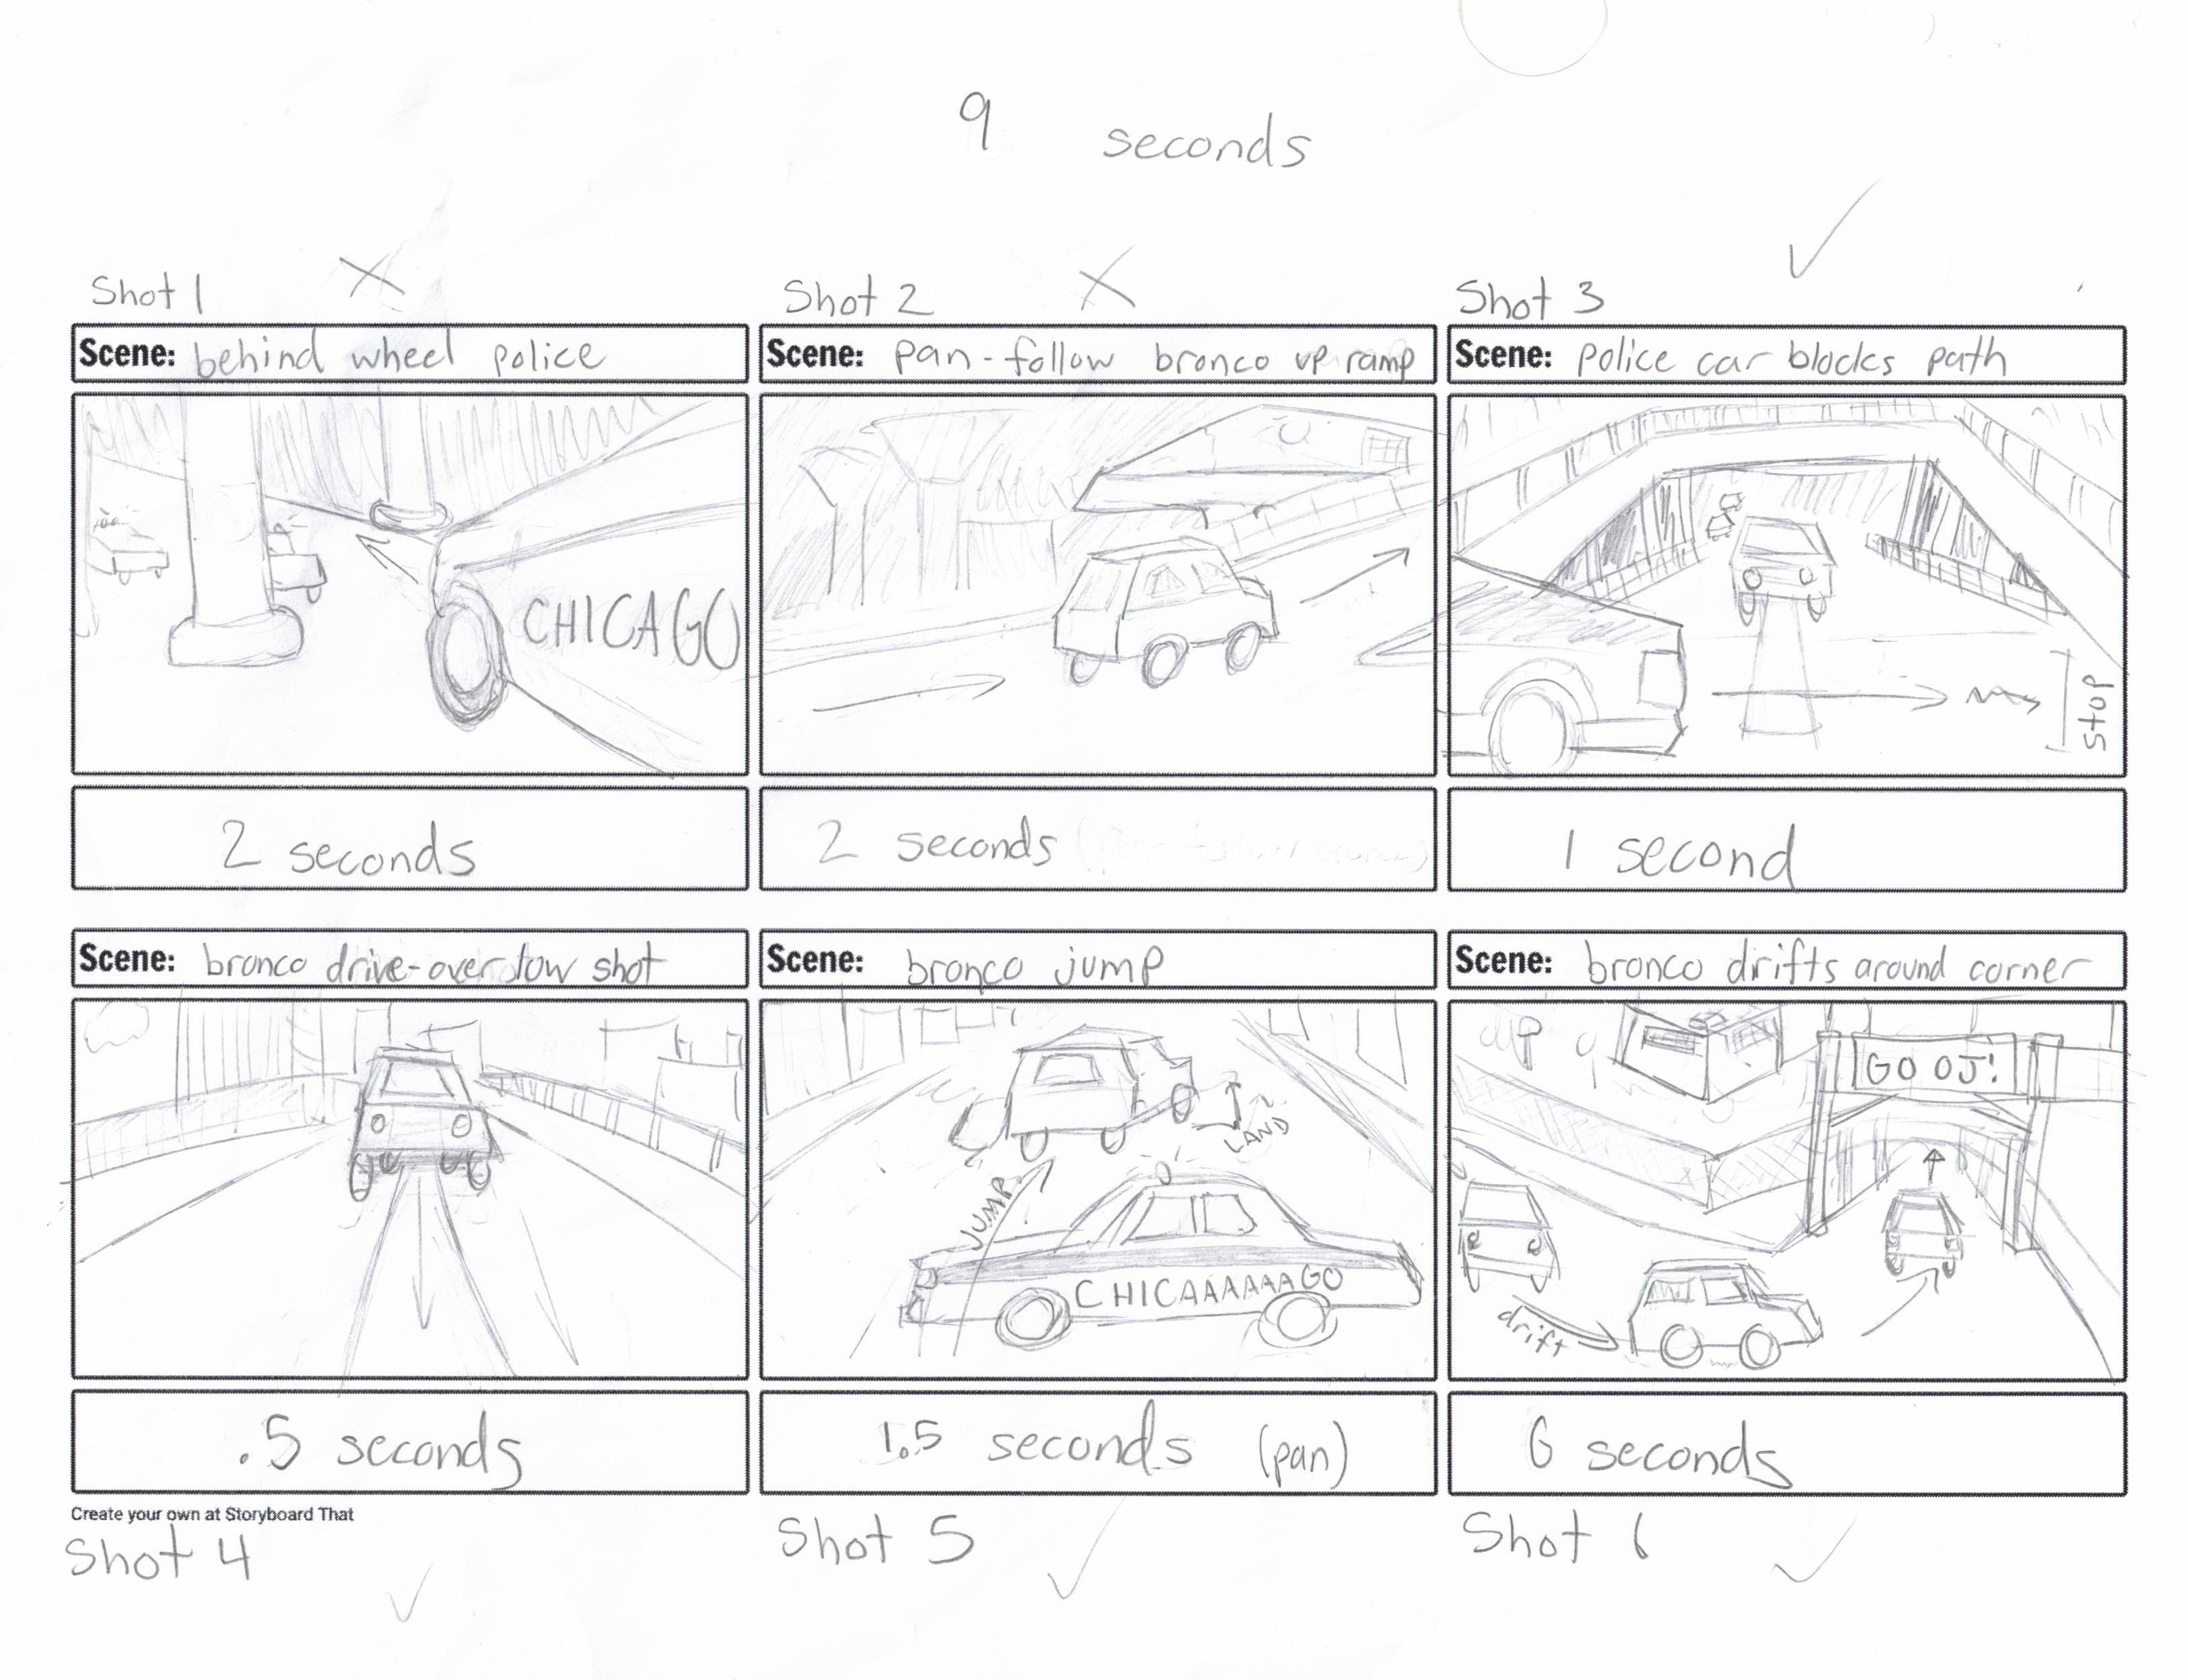 9 seconds
Shot 1 X
Shot 2 X
Shot 3 ✓
Scene: behind wheel police
Scene: pan-follow bronco up ramp
Scene: police car blocks path
CHICAGO
STOP
2 seconds
2 seconds
1 second
Scene: bronco drive-over low shot
Scene: bronco jump
Scene: bronco drifts around corner
GO OJ!
LAND
JUMP
CHICAAAAAAGO
drift
.5 seconds
1.5 seconds (pan)
6 seconds
Create your own at Storyboard That
Shot 4 ✓
Shot 5 ✓
Shot 6 ✓